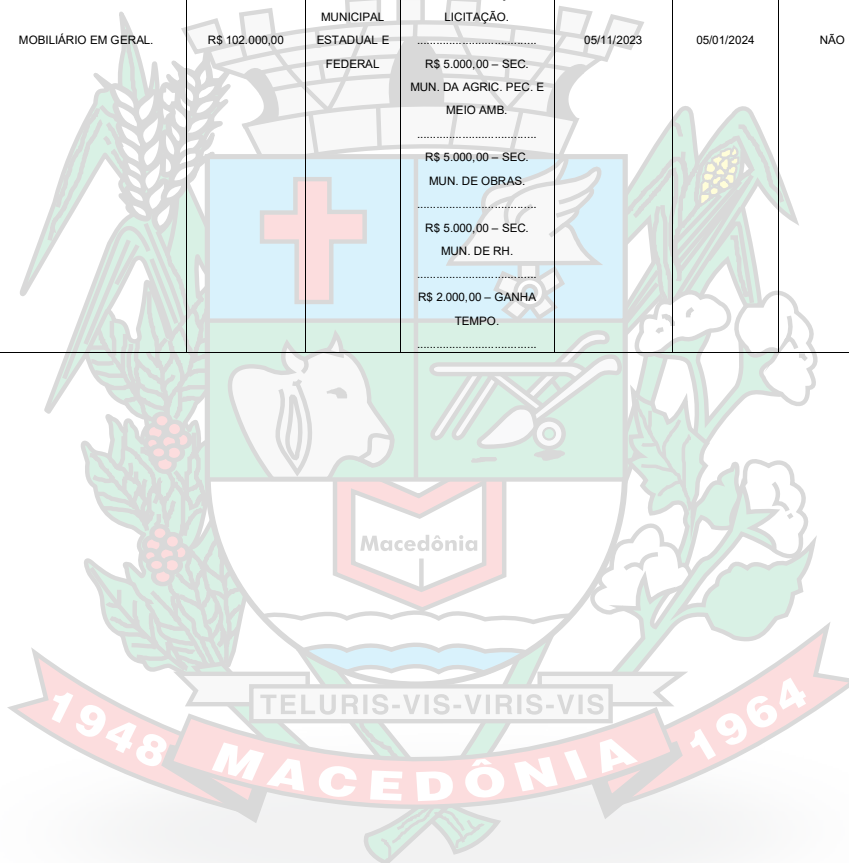 MUNICIPAL
ESTADUAL E
FEDERAL
LICITAÇÃO.
MOBILIÁRIO EM GERAL.
R$ 102.000,00
.....................................
05/11/2023
05/01/2024
NÃO
R$ 5.000,00 – SEC.
MUN. DA AGRIC. PEC. E
MEIO AMB.
.....................................
R$ 5.000,00 – SEC.
MUN. DE OBRAS.
.....................................
R$ 5.000,00 – SEC.
MUN. DE RH.
.....................................
R$ 2.000,00 – GANHA
TEMPO.
.....................................
Macedônia
TELURIS-VIS-VIRIS-VIS
1948 MACEDÔNIA 1964